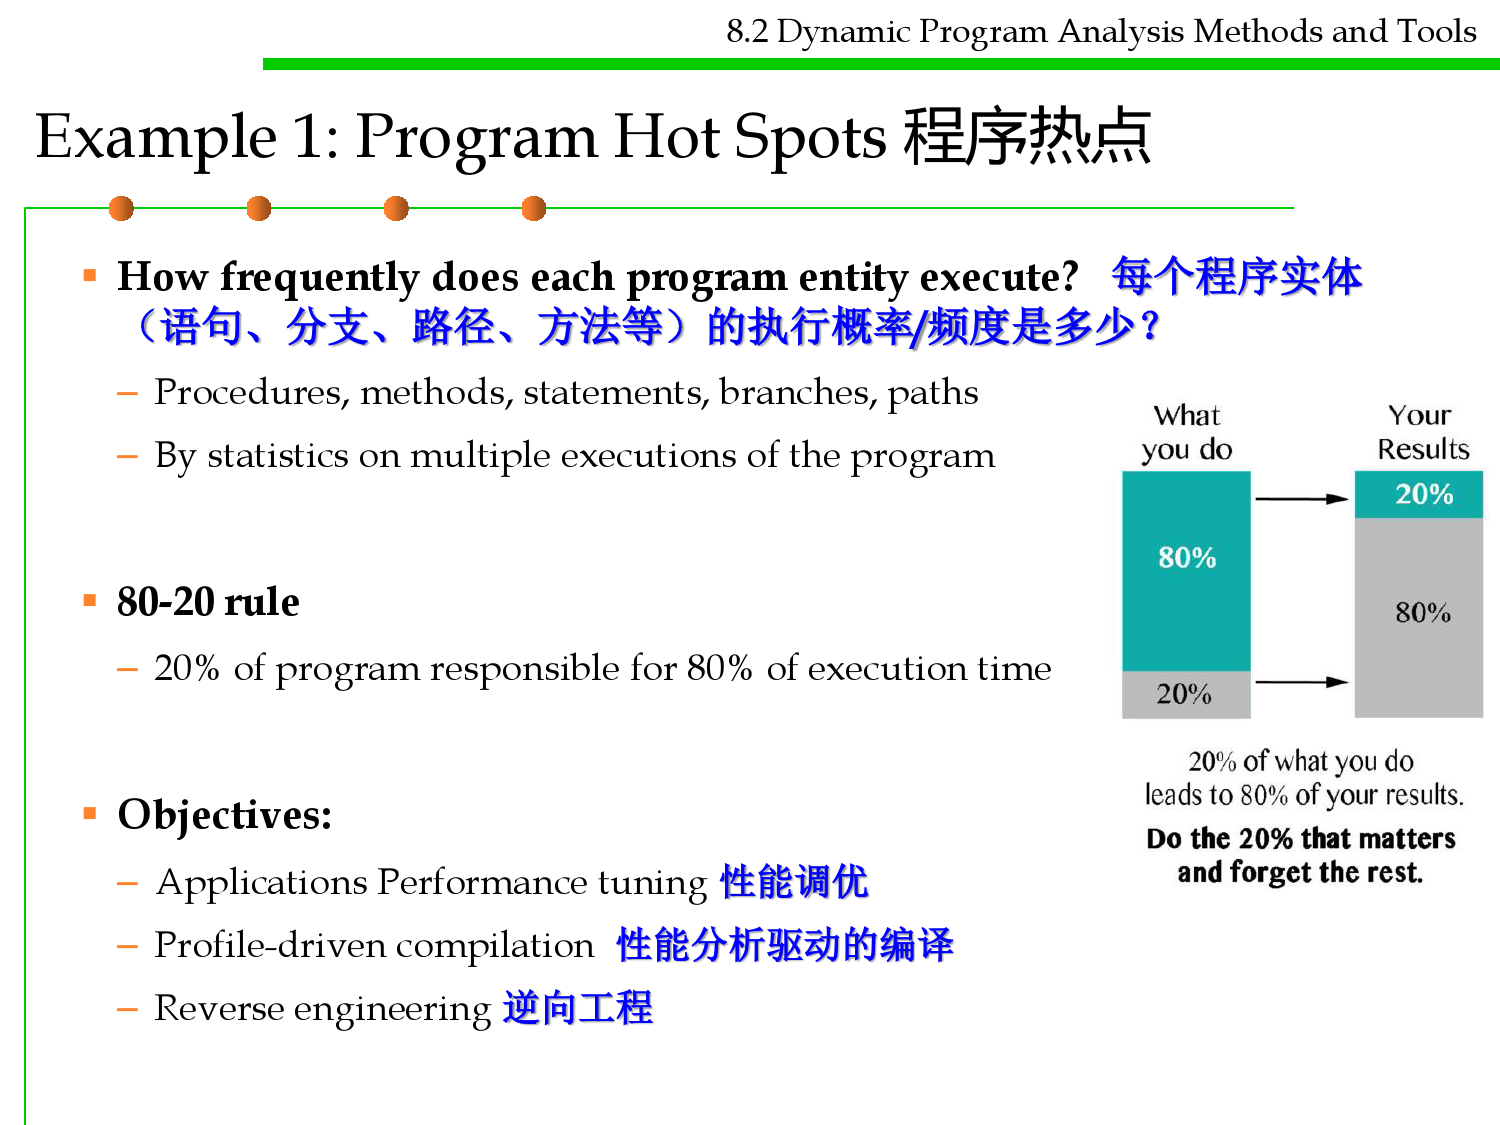 8.2 Dynamic Program Analysis Methods and Tools
Example 1: Program Hot Spots 程序热点
How frequently does each program entity execute? 每个程序实体
（语句、分支、路径、方法等）的执行概率/频度是多少？
– Procedures, methods, statements, branches, paths
– By statistics on multiple executions of the program
80-20 rule
– 20% of program responsible for 80% of execution time
Objectives:
– Applications Performance tuning 性能调优
– Profile-driven compilation 性能分析驱动的编译
– Reverse engineering 逆向工程
What
you do
Your
Results
80%
20%
20%
80%
20% of what you do
leads to 80% of your results.
Do the 20% that matters
and forget the rest.